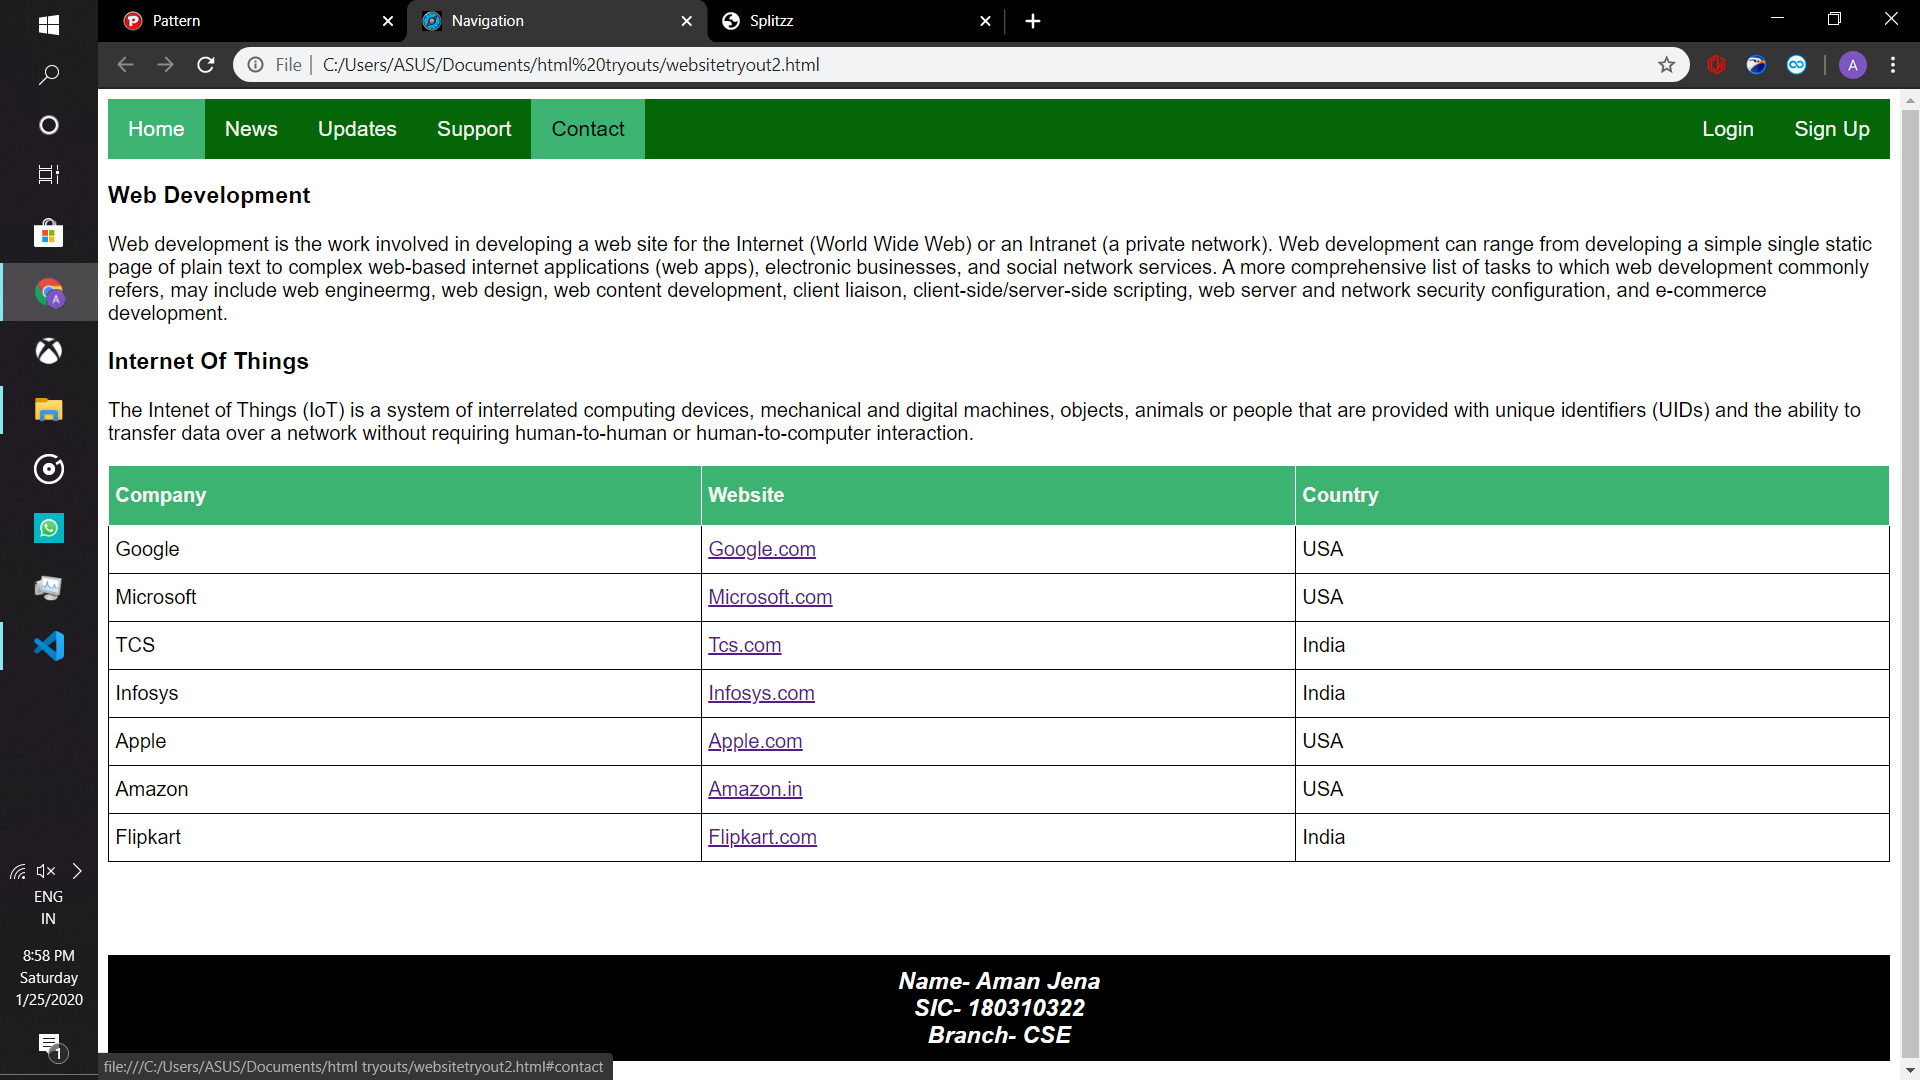 Pattern
Navigation
Splitzz
File
C:/Users/ASUS/Documents/html%20tryouts/websitetryout2.html
A
Home News Updates Support Contact Login Sign Up
Web Development
Web development is the work involved in developing a web site for the Internet (World Wide Web) or an Intranet (a private network). Web development can range from developing a simple single static
page of plain text to complex web-based internet applications (web apps), electronic businesses, and social network services. A more comprehensive list of tasks to which web development commonly
refers, may include web engineermg, web design, web content development, client liaison, client-side/server-side scripting, web server and network security configuration, and e-commerce
development.
Internet Of Things
The Intenet of Things (IoT) is a system of interrelated computing devices, mechanical and digital machines, objects, animals or people that are provided with unique identifiers (UIDs) and the ability to
transfer data over a network without requiring human-to-human or human-to-computer interaction.
Company Website Country
Google Google.com USA
Microsoft Microsoft.com USA
TCS Tcs.com India
Infosys Infosys.com India
Apple Apple.com USA
Amazon Amazon.in USA
Flipkart Flipkart.com India
Name- Aman Jena
SIC- 180310322
Branch- CSE
file:///C:/Users/ASUS/Documents/html tryouts/websitetryout2.html#contact
A
ENG
IN
8:58 PM
Saturday
1/25/2020
1